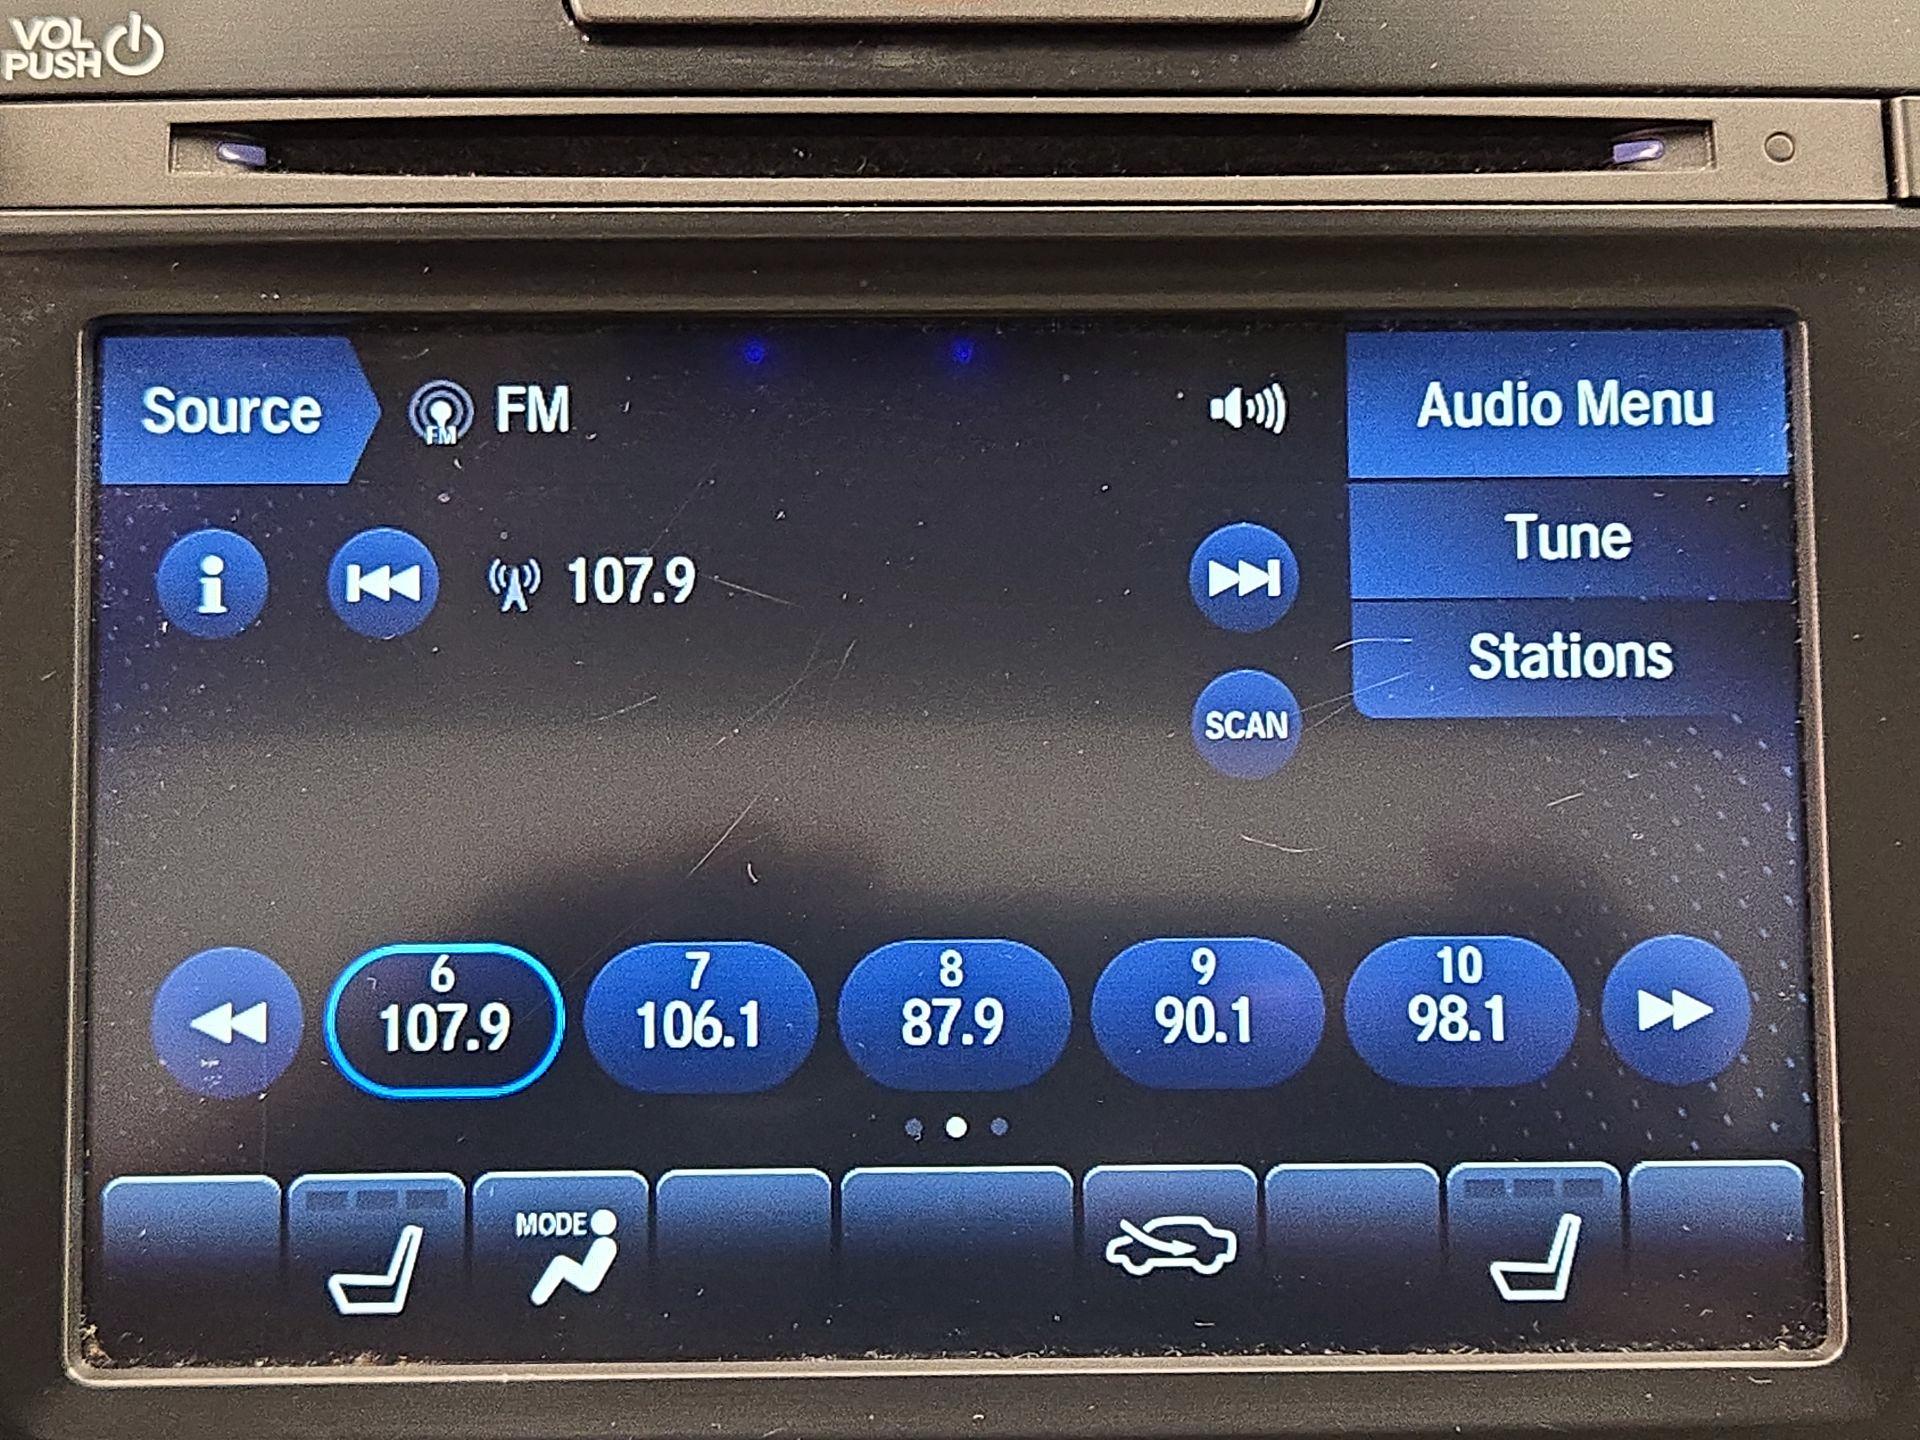 VOL
PUSH
Source
FM
FM
Audio Menu
107.9
Tune
Stations
SCAN
6
107.9
7
106.1
8
87.9
9
90.1
10
98.1
MODE